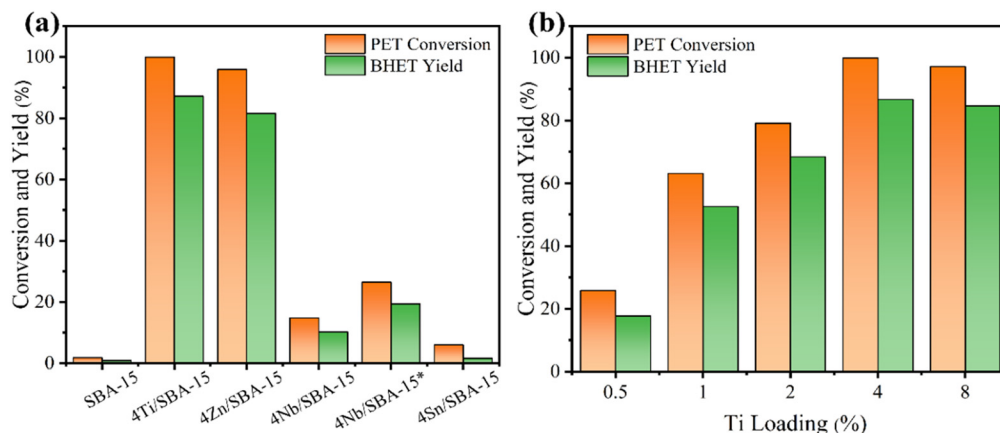 (a)
PET Conversion
BHET Yield
Conversion and Yield (%)
100
80
60
40
20
0
SBA-15
4Ti/SBA-15
4Zn/SBA-15
4Nb/SBA-15
4Nb/SBA-15*
4Sn/SBA-15
(b)
PET Conversion
BHET Yield
Conversion and Yield (%)
100
80
60
40
20
0
0.5 1 2 4 8
Ti Loading (%)